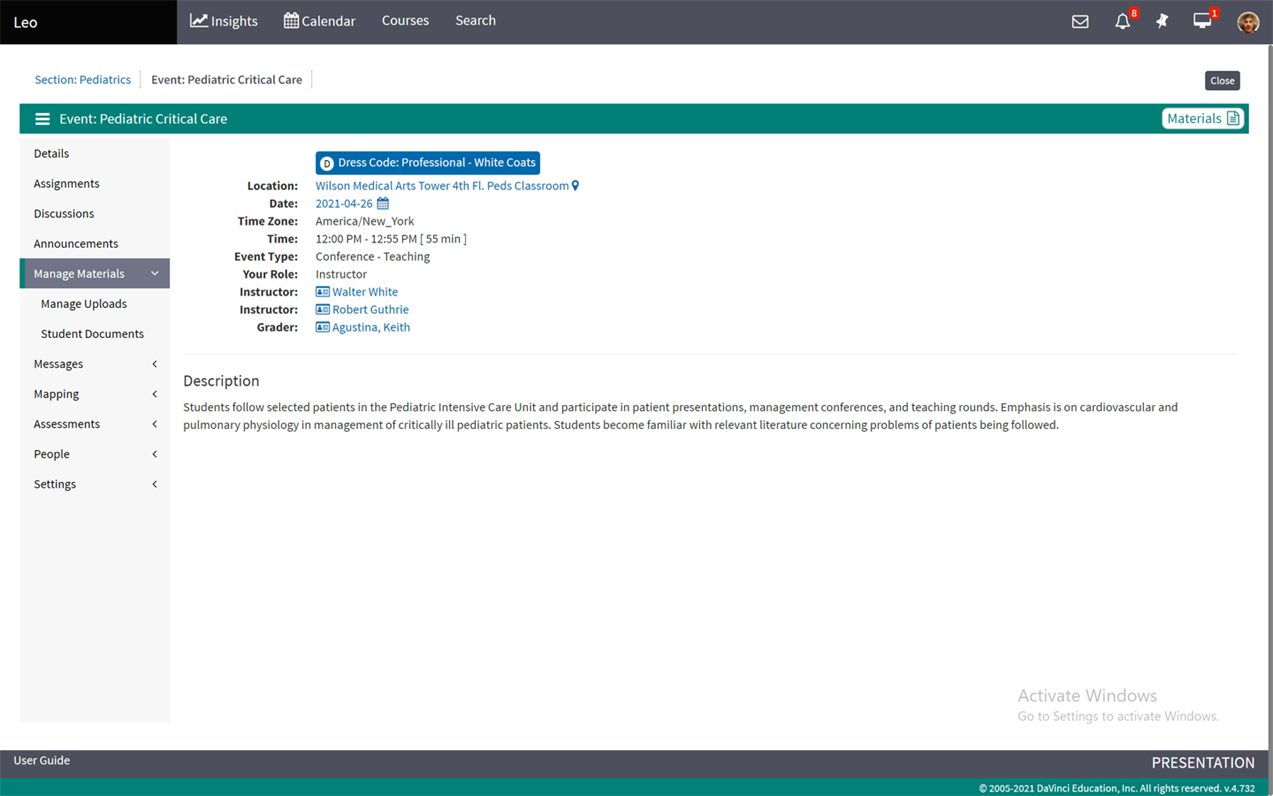 Leo
Insights
Calendar
Courses
Search
8
1
Section: Pediatrics
Event: Pediatric Critical Care
Close
Event: Pediatric Critical Care
Materials
Details
Assignments
Discussions
Announcements
Manage Materials
Manage Uploads
Student Documents
Messages
Mapping
Assessments
People
Settings
D Dress Code: Professional - White Coats
Location: Wilson Medical Arts Tower 4th Fl. Peds Classroom
Date: 2021-04-26
Time Zone: America/New_York
Time: 12:00 PM - 12:55 PM [ 55 min ]
Event Type: Conference - Teaching
Your Role: Instructor
Instructor: Walter White
Instructor: Robert Guthrie
Grader: Agustina, Keith
Description
Students follow selected patients in the Pediatric Intensive Care Unit and participate in patient presentations, management conferences, and teaching rounds. Emphasis is on cardiovascular and
pulmonary physiology in management of critically ill pediatric patients. Students become familiar with relevant literature concerning problems of patients being followed.
Activate Windows
Go to Settings to activate Windows.
User Guide
PRESENTATION
© 2005-2021 DaVinci Education, Inc. All rights reserved. v.4.732